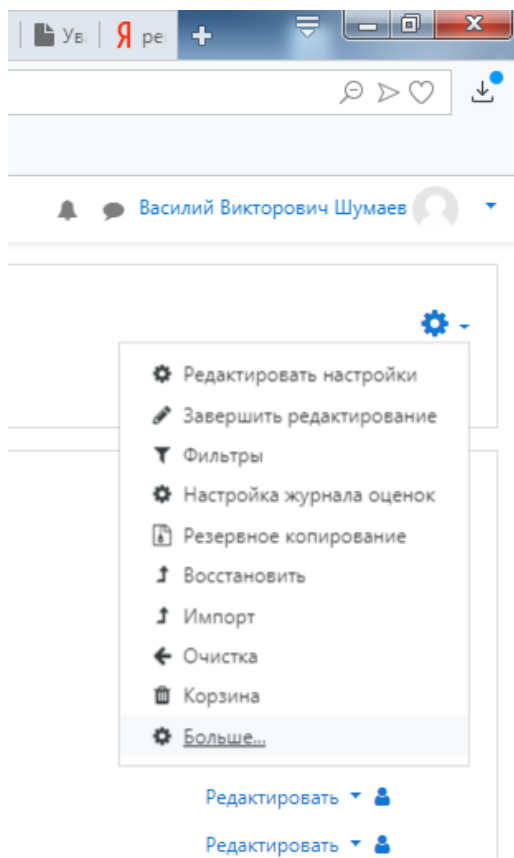 Ув Я ре
Василий Викторович Шумаев
Редактировать настройки
Завершить редактирование
Фильтры
Настройка журнала оценок
Резервное копирование
Восстановить
Импорт
Очистка
Корзина
Больше...
Редактировать
Редактировать